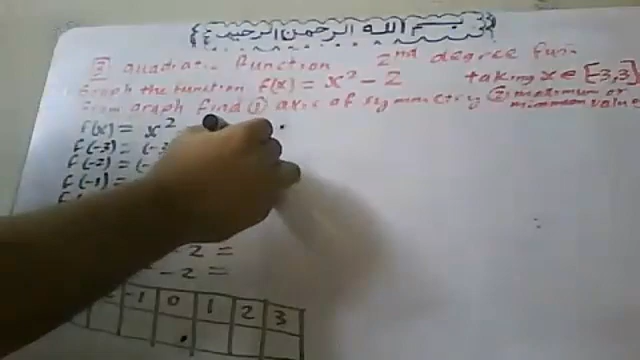 بسم الله الرحمن الرحيم
3 Quadratic Function 2nd degree fun.
Graph the function f(x) = x² - 2 taking x ∈ [-3,3]
From graph find ① axis of symmetry ② maximum or minimum value
f(x) = x²
f(-3) = (-3
f(-2) = (-
f(-1) =
- 2 =
- 2 =
-1 0 1 2 3